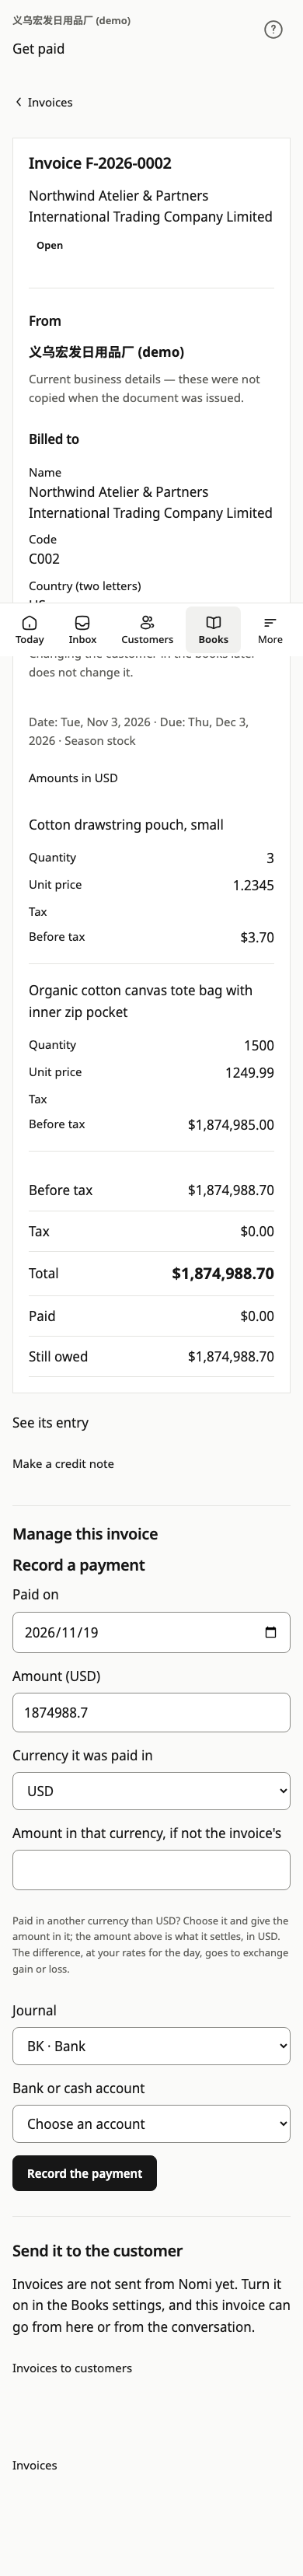 义乌宏发日用品厂 (demo)
Get paid
Invoices
Invoice F-2026-0002
Northwind Atelier & Partners
International Trading Company Limited
Open
From
义乌宏发日用品厂 (demo)
Current business details — these were not
copied when the document was issued.
Billed to
Name
Northwind Atelier & Partners
International Trading Company Limited
Code
C002
Country (two letters)
Today
Inbox
Customers
Books
More
does not change it.
Date: Tue, Nov 3, 2026 · Due: Thu, Dec 3,
2026 · Season stock
Amounts in USD
Cotton drawstring pouch, small
Quantity 3
Unit price 1.2345
Tax
Before tax $3.70
Organic cotton canvas tote bag with
inner zip pocket
Quantity 1500
Unit price 1249.99
Tax
Before tax $1,874,985.00
Before tax $1,874,988.70
Tax $0.00
Total $1,874,988.70
Paid $0.00
Still owed $1,874,988.70
See its entry
Make a credit note
Manage this invoice
Record a payment
Paid on
2026/11/19
Amount (USD)
1874988.7
Currency it was paid in
USD
Amount in that currency, if not the invoice's
Paid in another currency than USD? Choose it and give the
amount in it; the amount above is what it settles, in USD.
The difference, at your rates for the day, goes to exchange
gain or loss.
Journal
BK · Bank
Bank or cash account
Choose an account
Record the payment
Send it to the customer
Invoices are not sent from Nomi yet. Turn it
on in the Books settings, and this invoice can
go from here or from the conversation.
Invoices to customers
Invoices